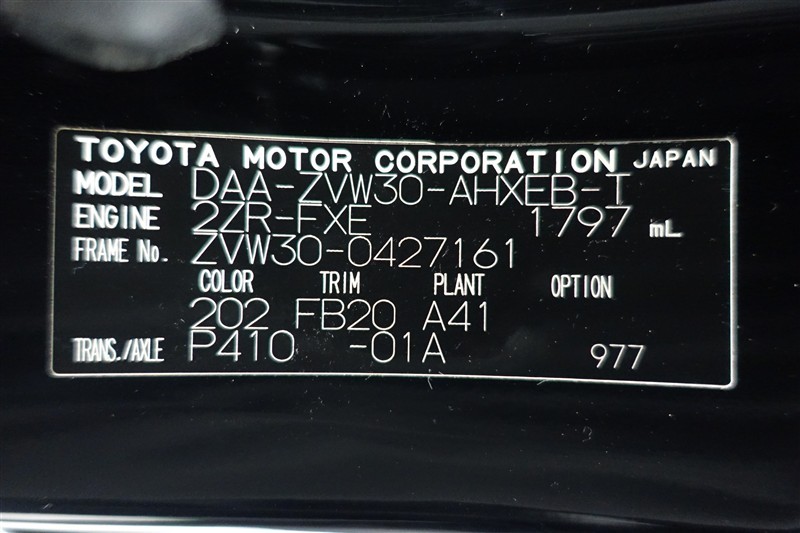 TOYOTA MOTOR CORPORATION JAPAN
MODEL DAA-ZVW30-AHXEB-T
ENGINE 2ZR-FXE 1797 mL
FRAME No. ZVW30-0427161
COLOR TRIM PLANT OPTION
202 FB20 A41
TRANS./AXLE P410 -01A 977